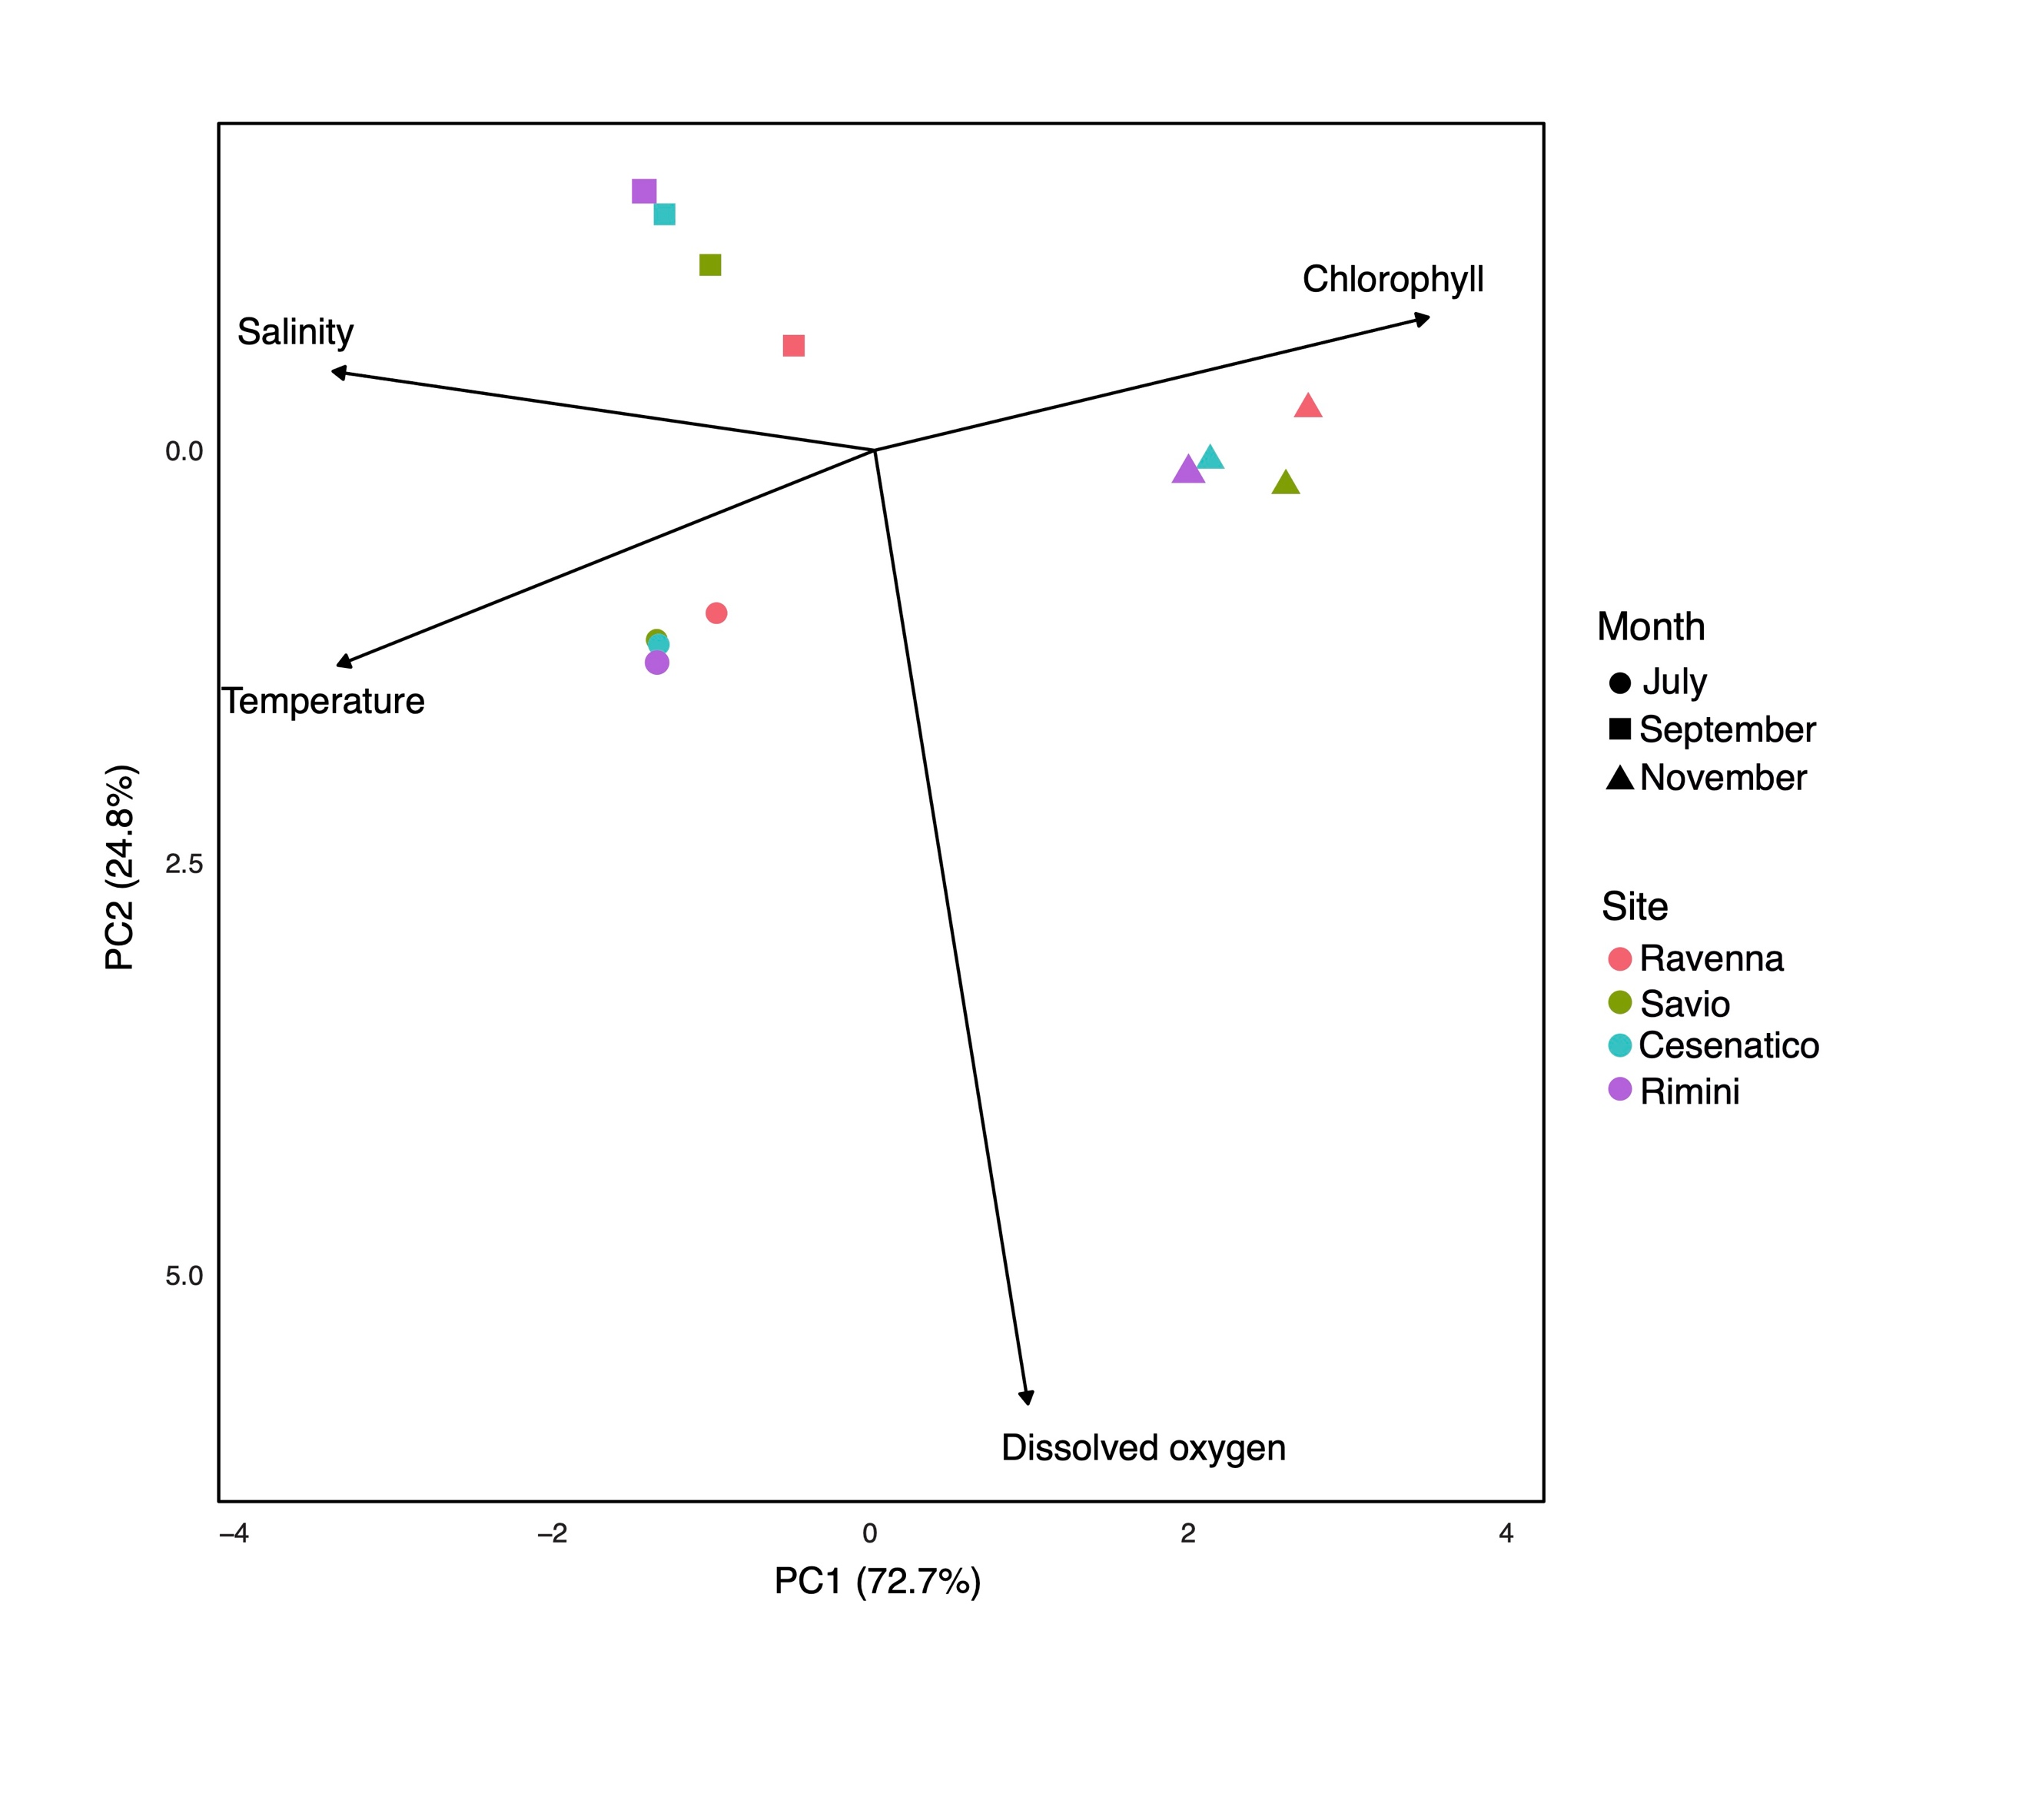 Salinity
Chlorophyll
0.0
Temperature
Month
July
September
November
PC2 (24.8%)
2.5
Site
Ravenna
Savio
Cesenatico
Rimini
5.0
Dissolved oxygen
−4 −2 0 2 4
PC1 (72.7%)